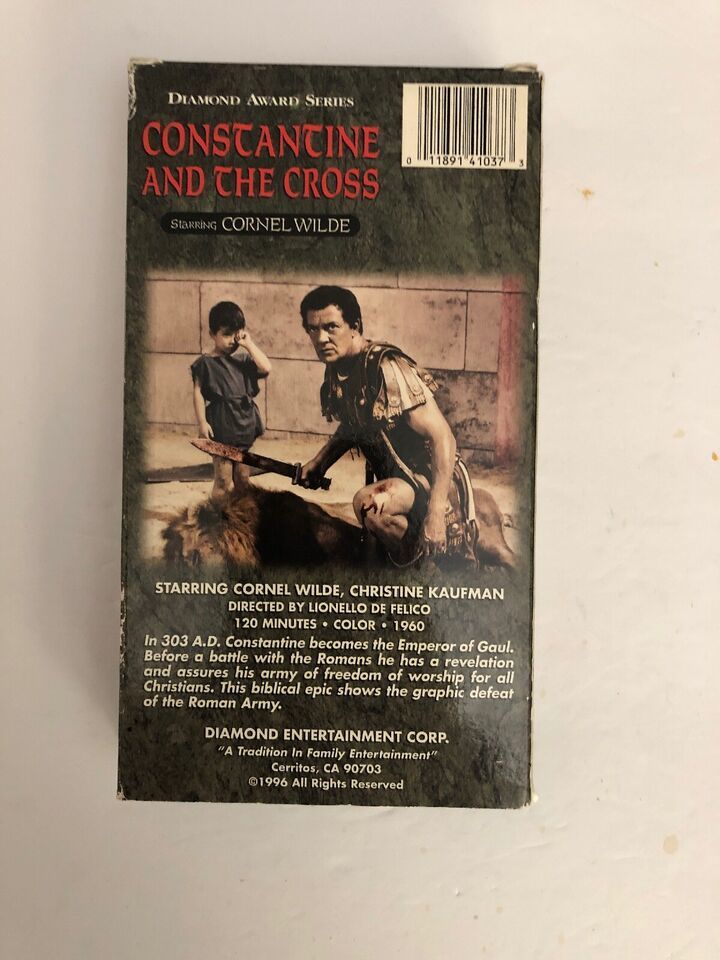 DIAMOND AWARD SERIES
CONSTANTINE
AND THE CROSS
STARRING CORNEL WILDE
0 11891 41037 3
STARRING CORNEL WILDE, CHRISTINE KAUFMAN
DIRECTED BY LIONELLO DE FELICO
120 MINUTES • COLOR • 1960
In 303 A.D. Constantine becomes the Emperor of Gaul.
Before a battle with the Romans he has a revelation
and assures his army of freedom of worship for all
Christians. This biblical epic shows the graphic defeat
of the Roman Army.
DIAMOND ENTERTAINMENT CORP.
"A Tradition In Family Entertainment"
Cerritos, CA 90703
©1996 All Rights Reserved